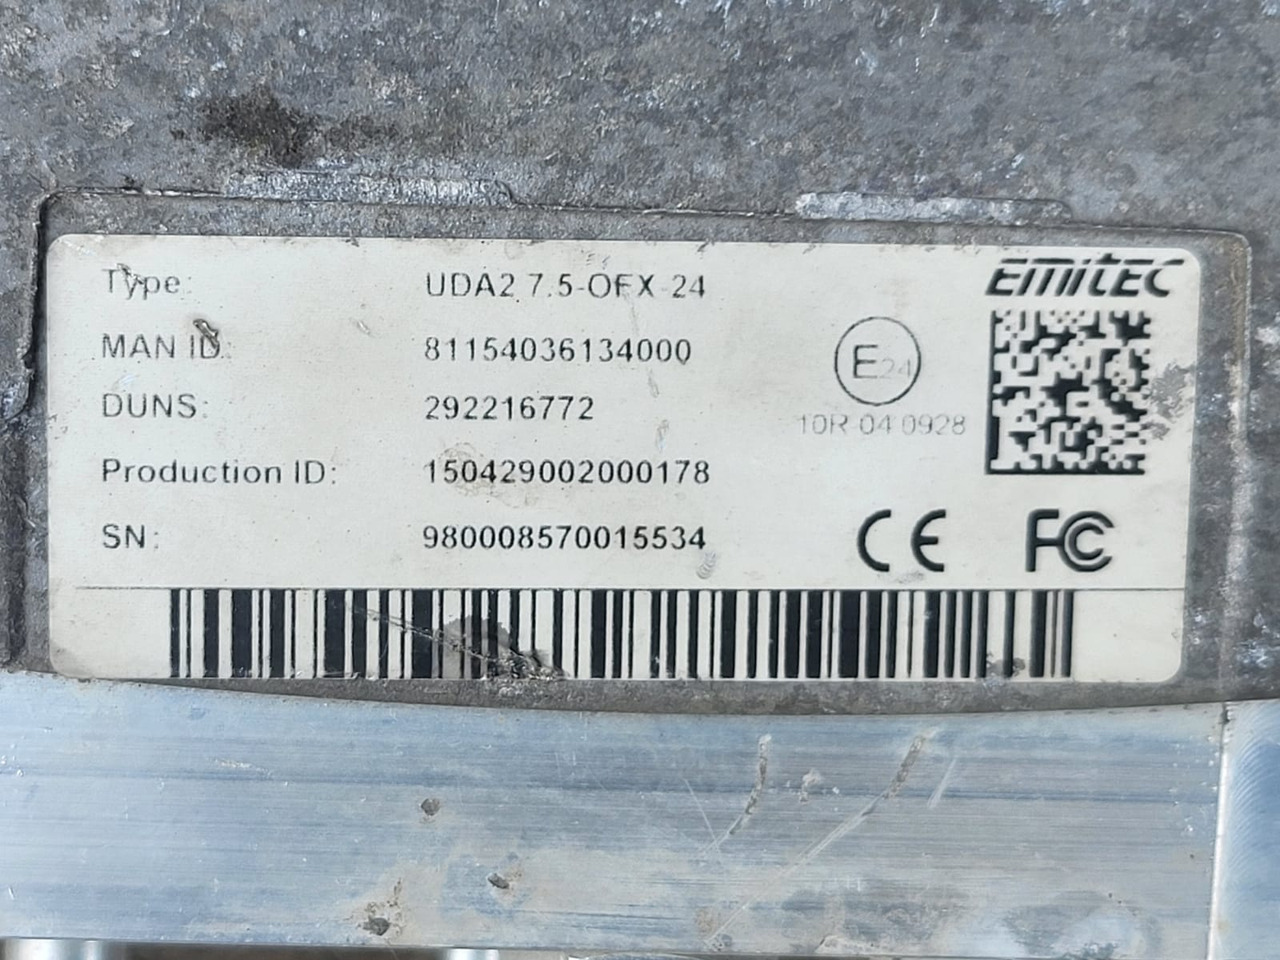 EMITEC
Type: UDA2 7.5-OFX-24
MAN ID: 81154036134000
E24
DUNS: 292216772
10R-04 0928
Production ID: 150429002000178
SN: 980008570015534
CE FC